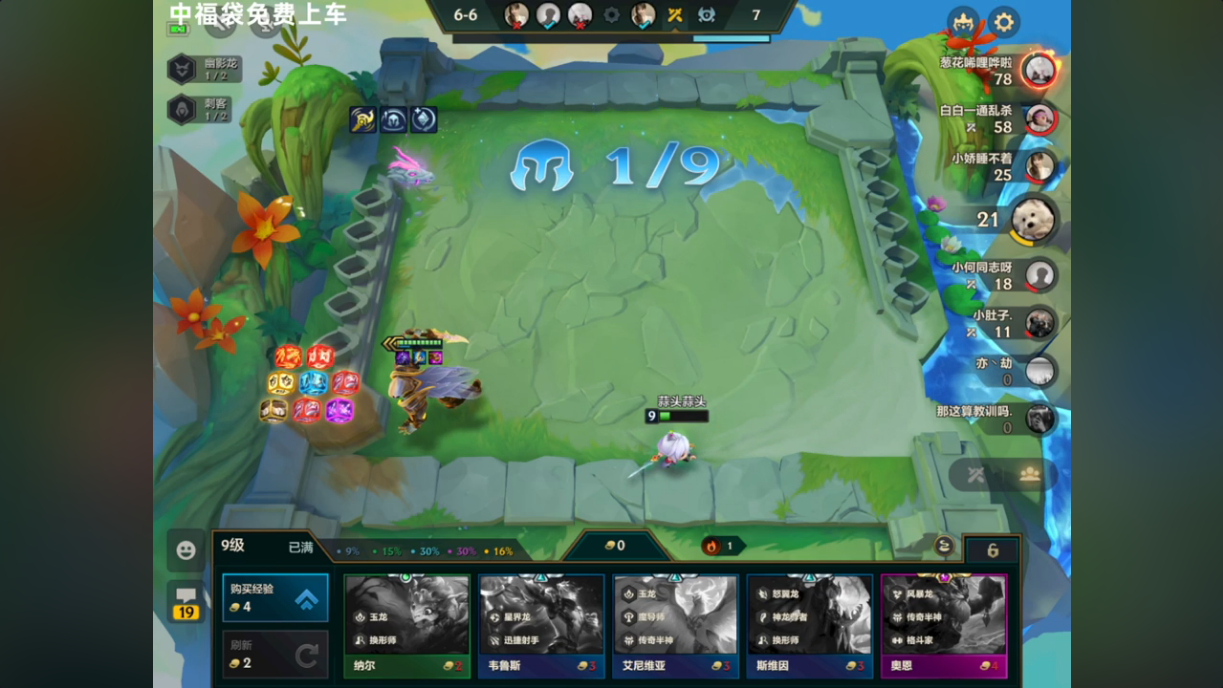 中福袋免费上车
6-6
7
幽影龙
1/2
刺客
1/2
1/9
葱花唏哩哗啦
78
白白一通乱杀
58
小娇睡不着
25
21
小何同志呀
18
小肚子.
11
亦丶劫
0
那这算教训吗.
0
蒜头蒜头
9
9级
已满
9%
15%
30%
30%
16%
0
1
6
19
购买经验
4
刷新
2
玉龙
换形师
纳尔
2
星界龙
迅捷射手
韦鲁斯
3
玉龙
魔导师
传奇半神
艾尼维亚
3
怒翼龙
神龙尊者
换形师
斯维因
3
风暴龙
传奇半神
格斗家
奥恩
4